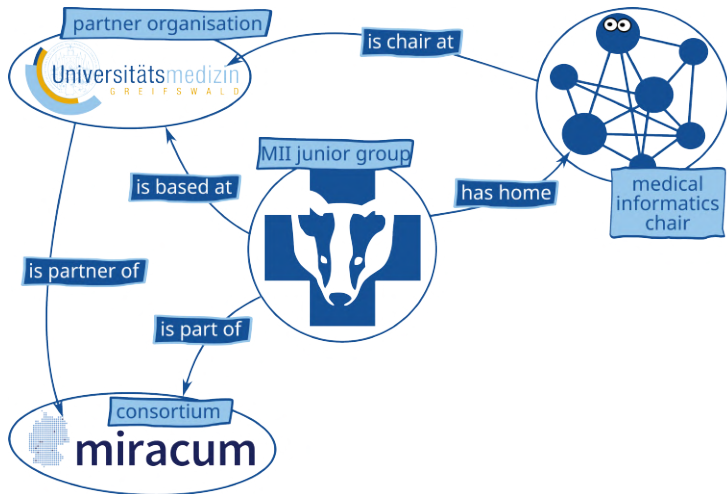 partner organisation
Universitätsmedizin
GREIFSWALD
is chair at
MII junior group
is based at
has home
medical
informatics
chair
is partner of
is part of
consortium
miracum